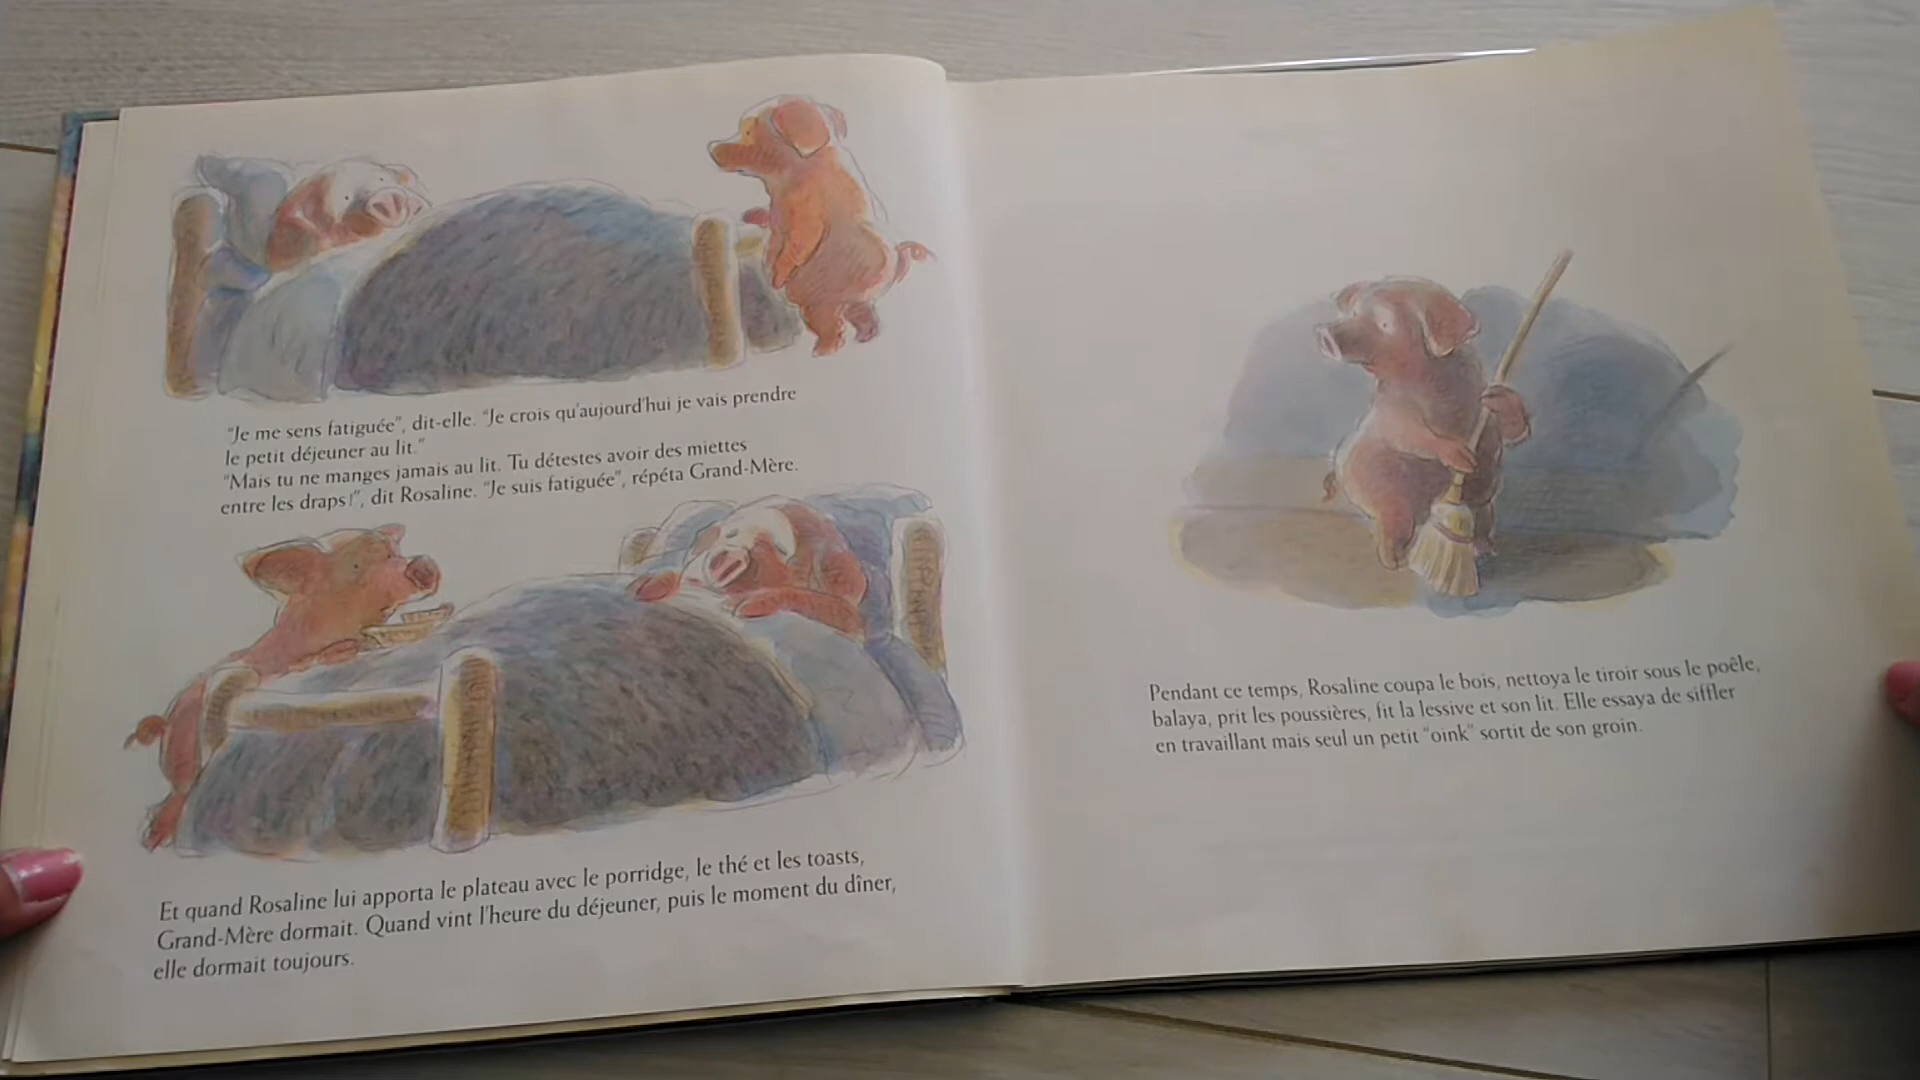 "Je me sens fatiguée", dit-elle. "Je crois qu'aujourd'hui je vais prendre
le petit déjeuner au lit."
"Mais tu ne manges jamais au lit. Tu détestes avoir des miettes
entre les draps!", dit Rosaline. "Je suis fatiguée", répéta Grand-Mère.
Et quand Rosaline lui apporta le plateau avec le porridge, le thé et les toasts,
Grand-Mère dormait. Quand vint l'heure du déjeuner, puis le moment du dîner,
elle dormait toujours.
Pendant ce temps, Rosaline coupa le bois, nettoya le tiroir sous le poêle,
balaya, prit les poussières, fit la lessive et son lit. Elle essaya de siffler
en travaillant mais seul un petit "oink" sortit de son groin.